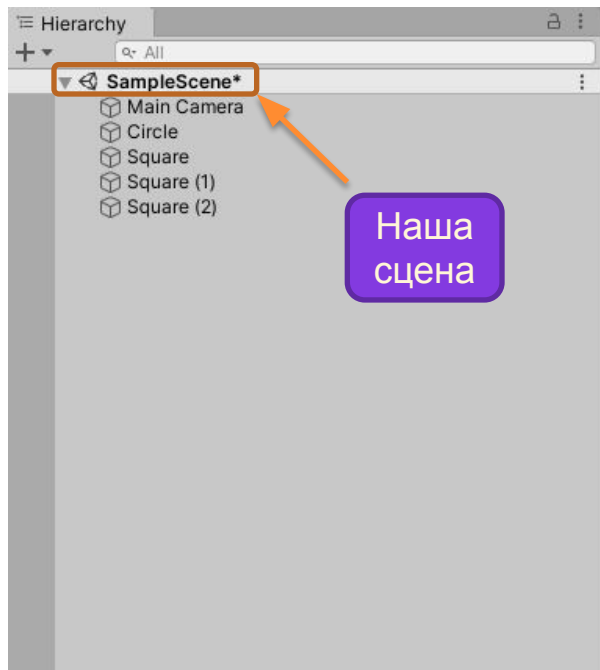 Hierarchy
All
SampleScene*
Main Camera
Circle
Square
Square (1)
Square (2)
Наша
сцена